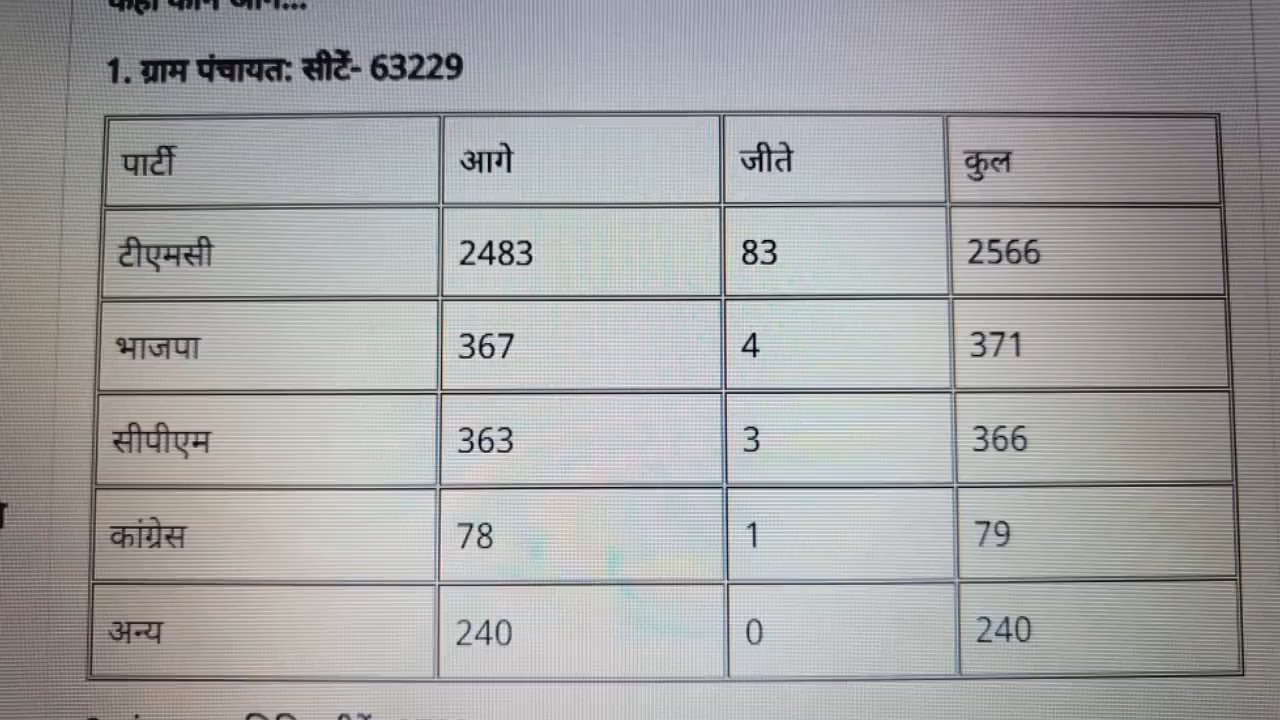 1. ग्राम पंचायत: सीटें- 63229
पार्टी आगे जीते कुल
टीएमसी 2483 83 2566
भाजपा 367 4 371
सीपीएम 363 3 366
कांग्रेस 78 1 79
अन्य 240 0 240